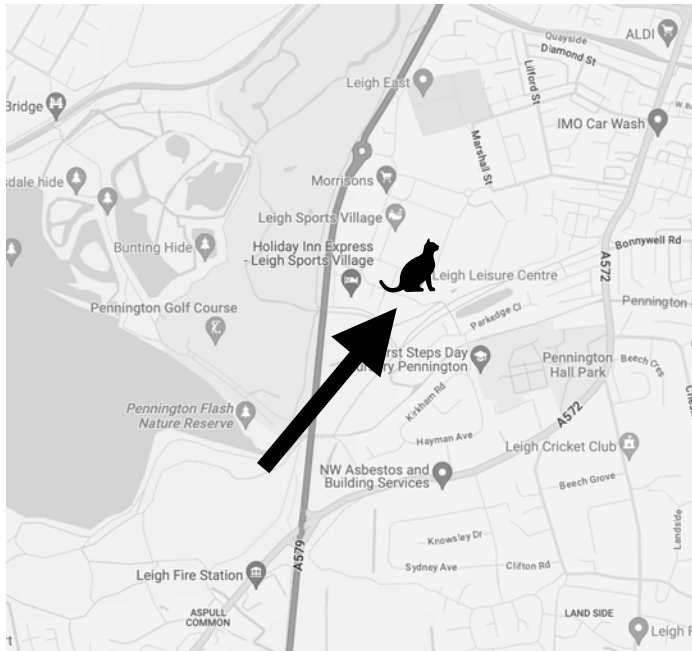 ALDI
Quayside
Diamond St
Leigh East
Lilford St
Bridge
W B
IMO Car Wash
Marshall St
sdale hide
Morrisons
Leigh Sports Village
Bonnywell Rd
Bunting Hide
Holiday Inn Express
- Leigh Sports Village
A572
Leigh Leisure Centre
Pennington
Pennington Golf Course
Parkedge Cl
rst Steps Day
ursery Pennington
Pennington
Hall Park
Beech Cres
Kirkham Rd
Pennington Flash
Nature Reserve
A572
Hayman Ave
Leigh Cricket Club
NW Asbestos and
Building Services
Beech Grove
Landside
Knowsley Dr
A579
Sydney Ave
Clifton Rd
Leigh Fire Station
ASPULL
COMMON
LAND SIDE
Leigh
rt